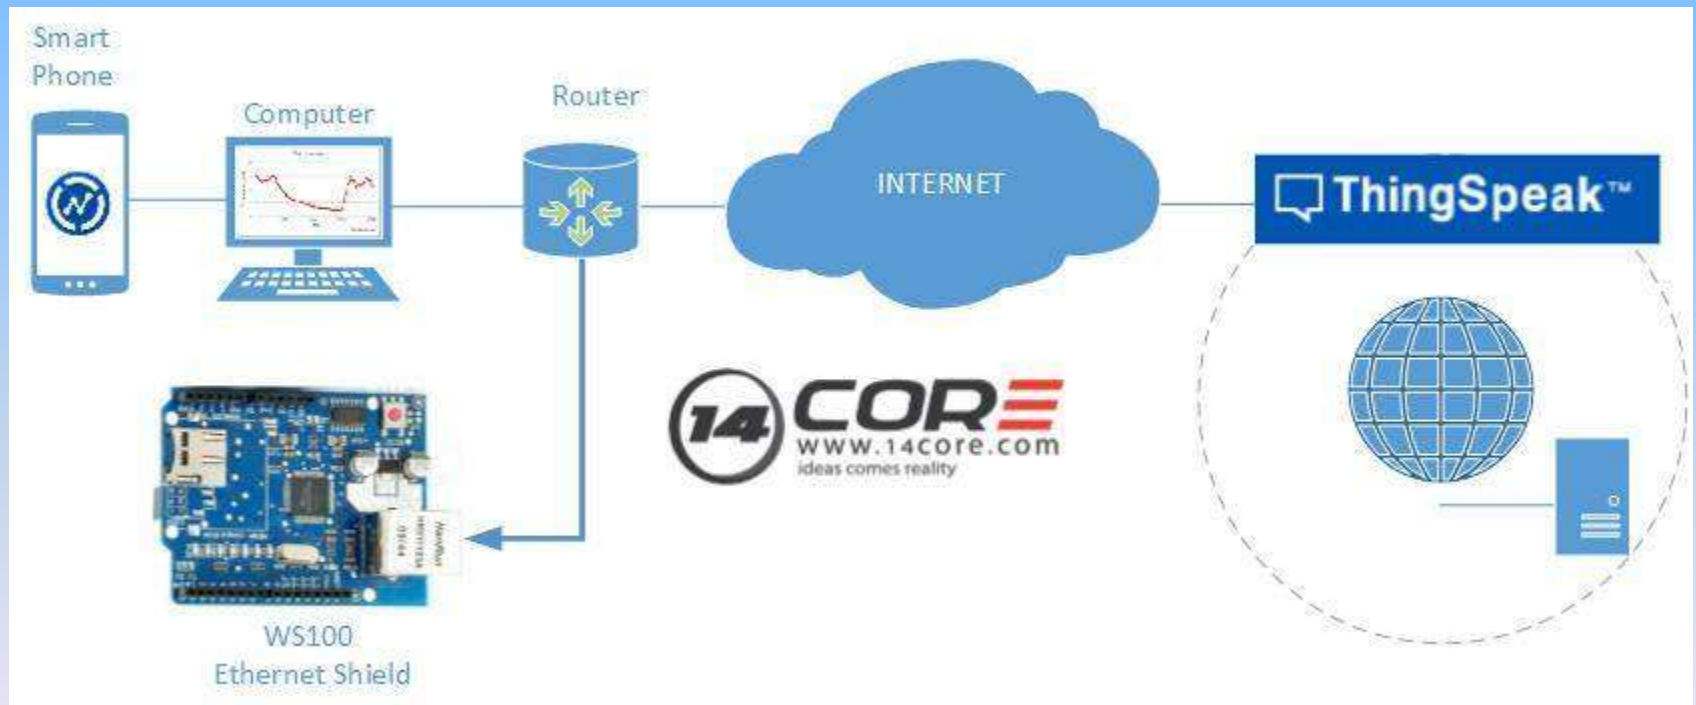 Smart
Phone
Computer
Router
INTERNET
ThingSpeak™
14
CORE
www.14core.com
ideas comes reality
WS100
Ethernet Shield